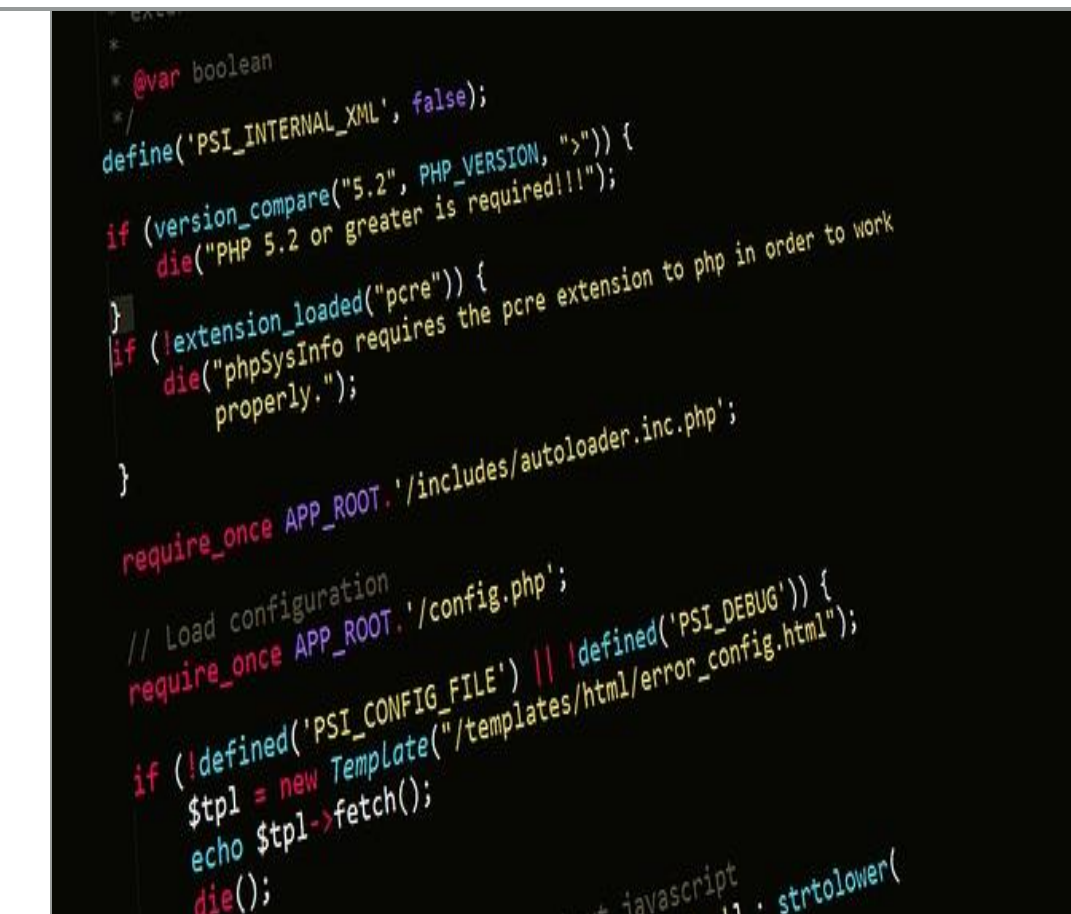 *
* @var boolean
*/
define('PSI_INTERNAL_XML', false);
if (version_compare("5.2", PHP_VERSION, ">")) {
die("PHP 5.2 or greater is required!!!");
}
if (!extension_loaded("pcre")) {
die("phpSysInfo requires the pcre extension to php in order to work
properly.");
}
require_once APP_ROOT.'/includes/autoloader.inc.php';
// Load configuration
require_once APP_ROOT.'/config.php';
if (!defined('PSI_CONFIG_FILE') || !defined('PSI_DEBUG')) {
$tpl = new Template("/templates/html/error_config.html");
echo $tpl->fetch();
die();
javascript
strtolower(